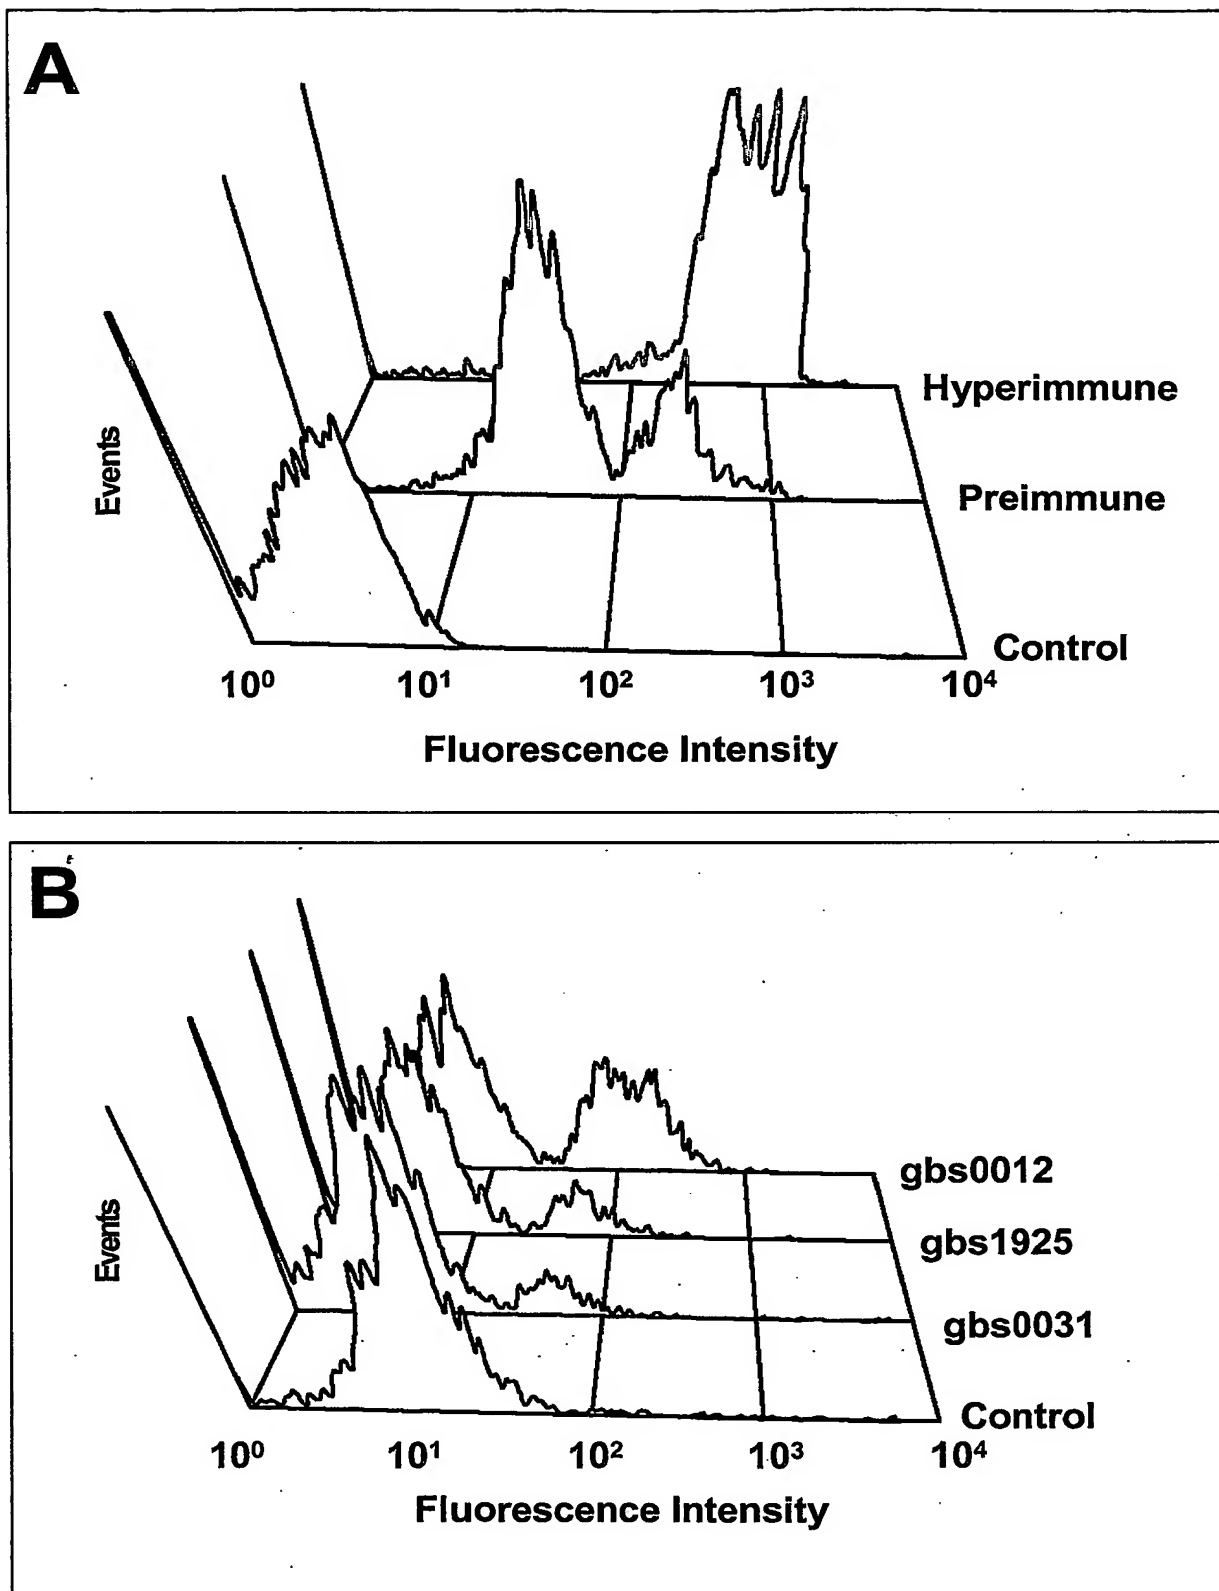 A
Hyperimmune
Preimmune
Control
Events
10⁰ 10¹ 10² 10³ 10⁴
Fluorescence Intensity
B
gbs0012
gbs1925
gbs0031
Control
Events
10⁰ 10¹ 10² 10³ 10⁴
Fluorescence Intensity